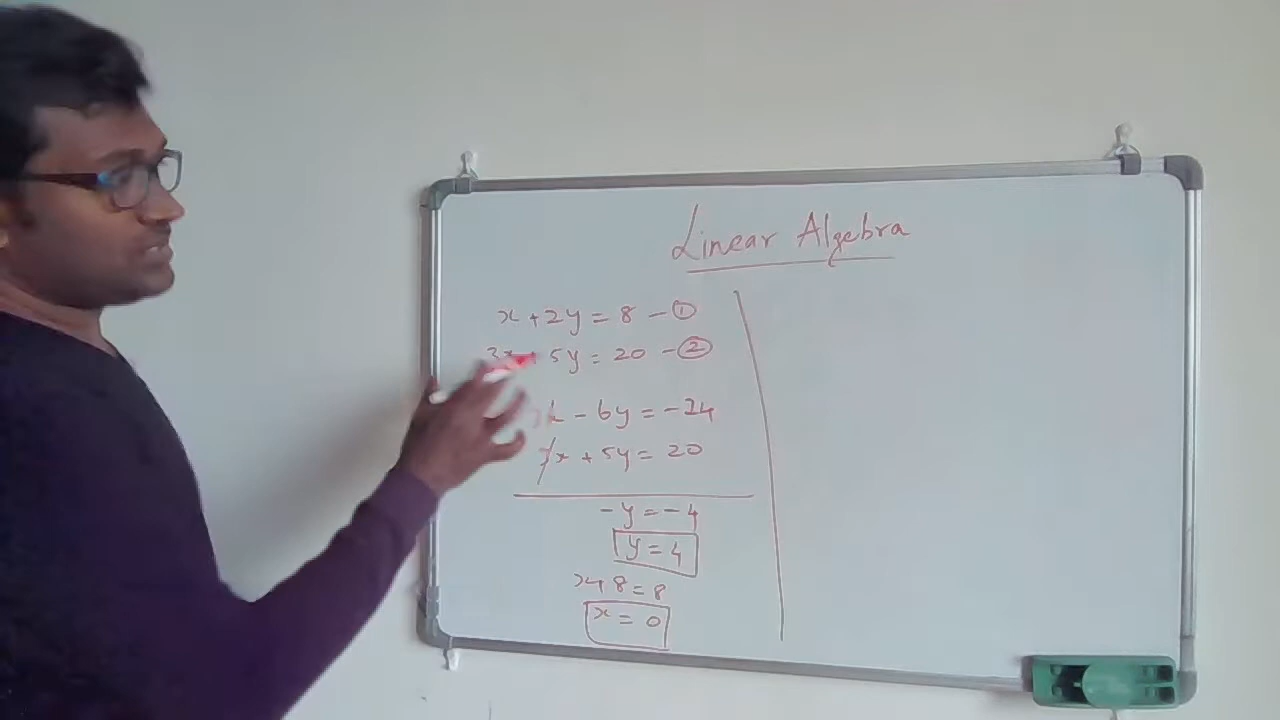 Linear Algebra
x + 2y = 8 - ①
3x + 5y = 20 - ②
x - 6y = -24
3x + 5y = 20
-y = -4
y = 4
x + 8 = 8
x = 0